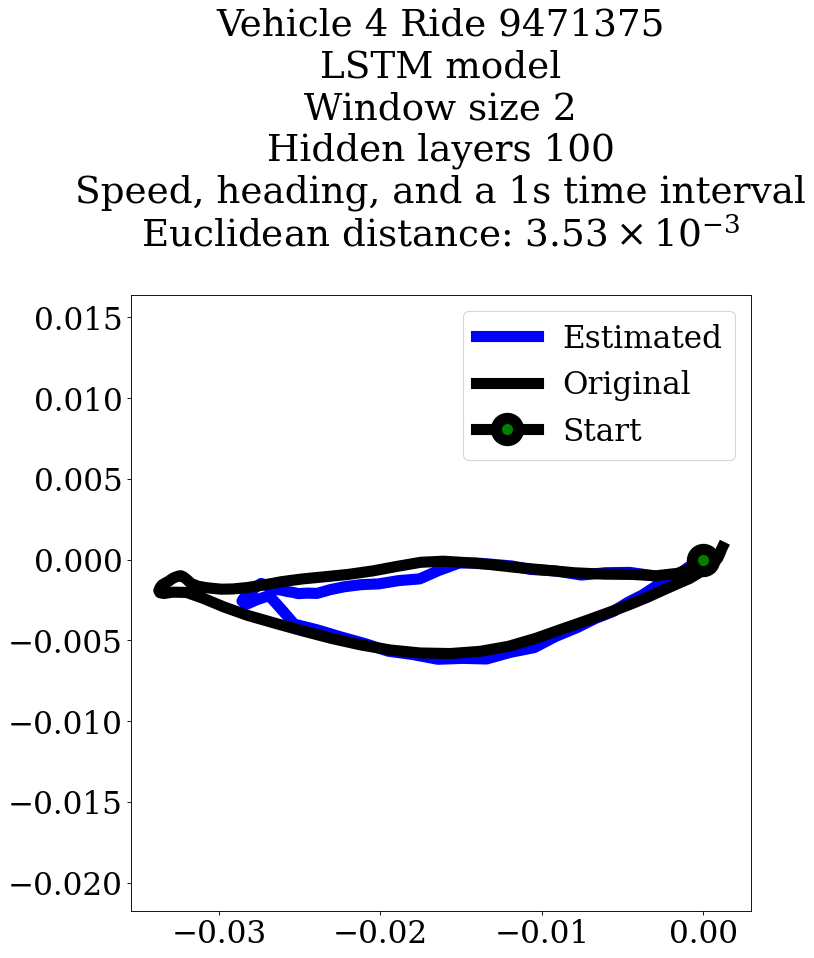 Vehicle 4 Ride 9471375
LSTM model
Window size 2
Hidden layers 100
Speed, heading, and a 1s time interval
Euclidean distance: 3.53 × 10⁻³
Estimated
Original
Start
0.015
0.010
0.005
0.000
−0.005
−0.010
−0.015
−0.020
−0.03 −0.02 −0.01 0.00